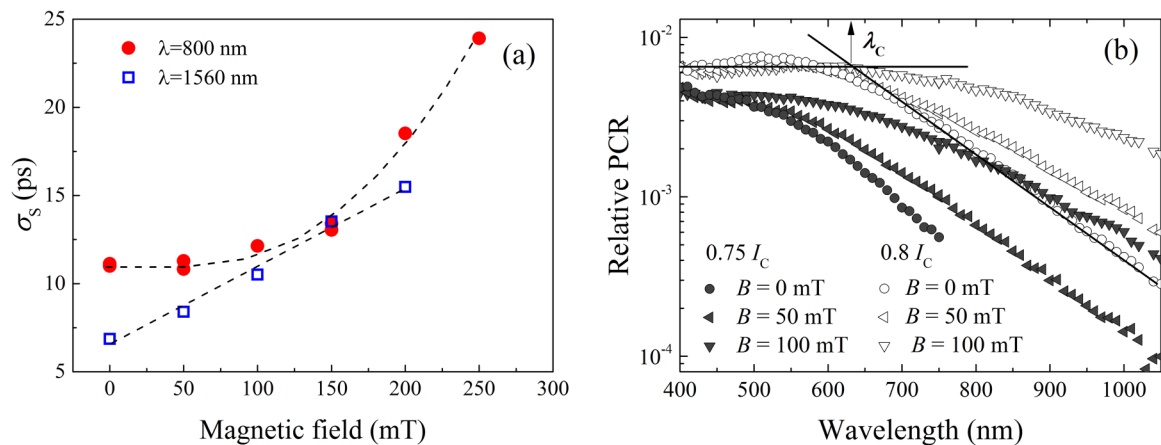 (a)
λ=800 nm
λ=1560 nm
25
20
15
10
5
σs (ps)
0 50 100 150 200 250 300
Magnetic field (mT)
(b)
λC
10⁻²
10⁻³
10⁻⁴
Relative PCR
0.75 IC 0.8 IC
B = 0 mT B = 0 mT
B = 50 mT B = 50 mT
B = 100 mT B = 100 mT
400 500 600 700 800 900 1000
Wavelength (nm)